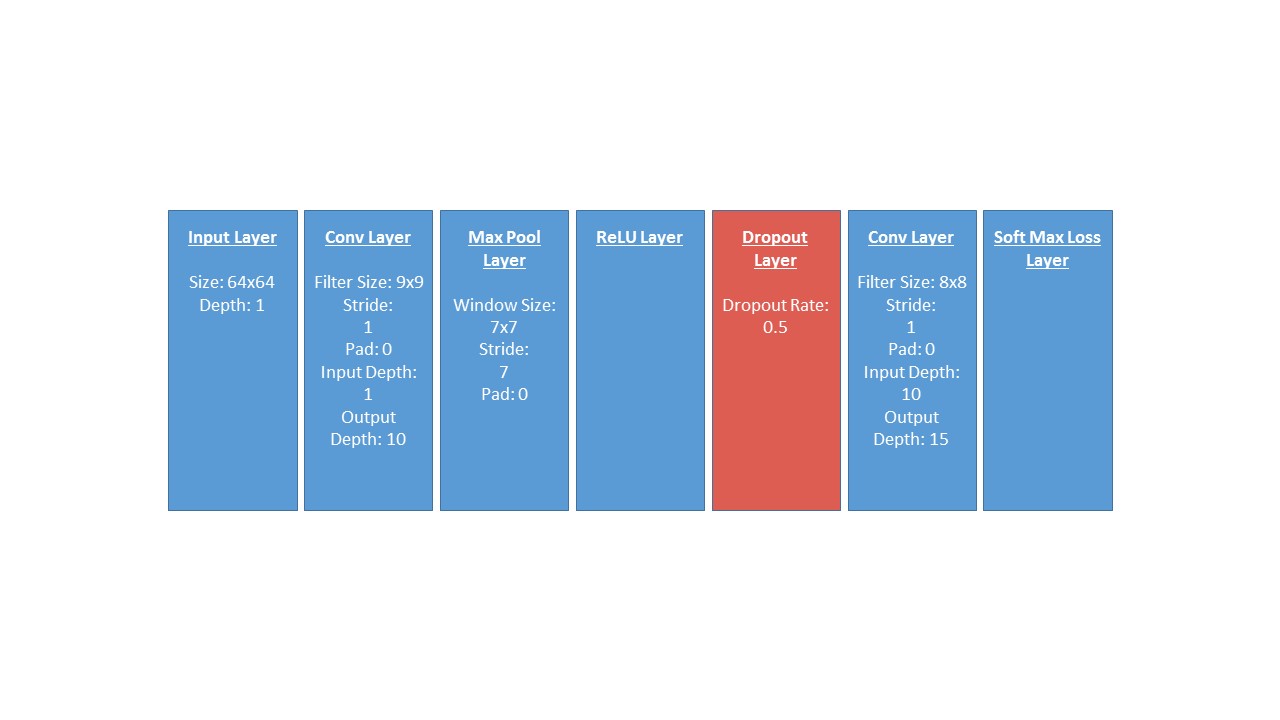 Input Layer
Size: 64x64
Depth: 1
Conv Layer
Filter Size: 9x9
Stride:
1
Pad: 0
Input Depth:
1
Output
Depth: 10
Max Pool
Layer
Window Size:
7x7
Stride:
7
Pad: 0
ReLU Layer
Dropout
Layer
Dropout Rate:
0.5
Conv Layer
Filter Size: 8x8
Stride:
1
Pad: 0
Input Depth:
10
Output
Depth: 15
Soft Max Loss
Layer